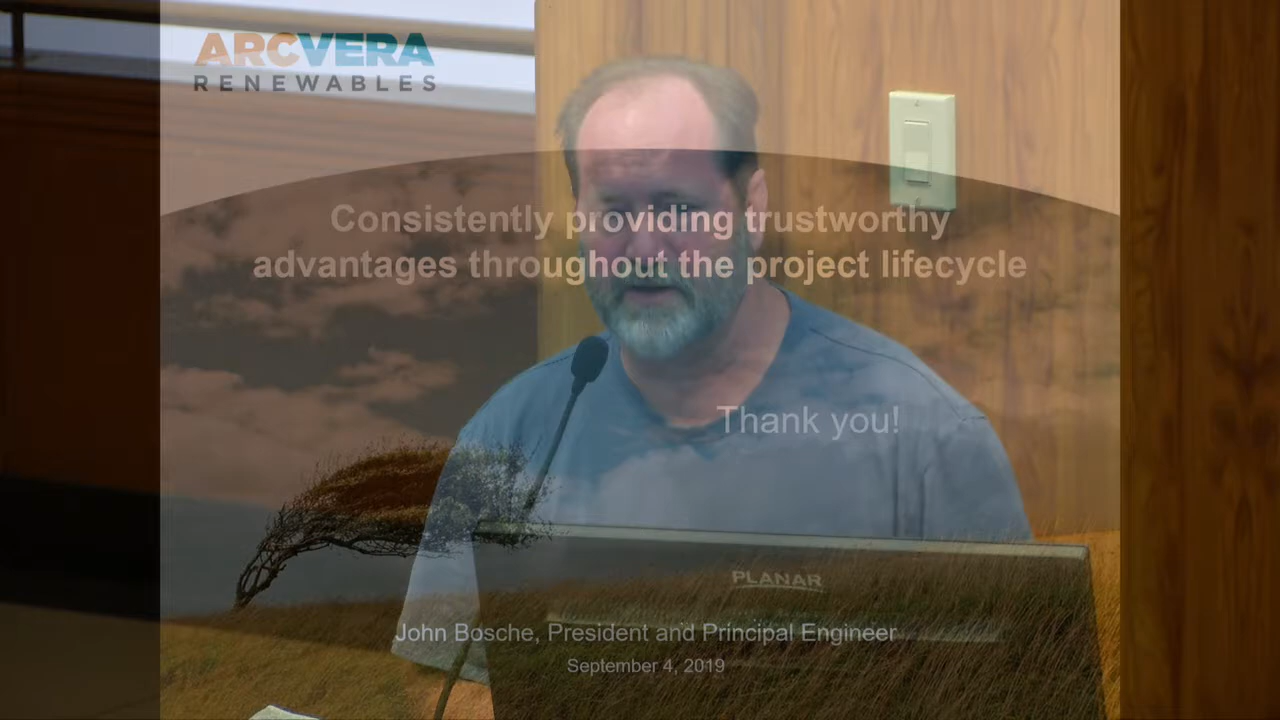 ARCVERA
RENEWABLES
Consistently providing trustworthy
advantages throughout the project lifecycle
Thank you!
PLANAR
John Bosche, President and Principal Engineer
September 4, 2019